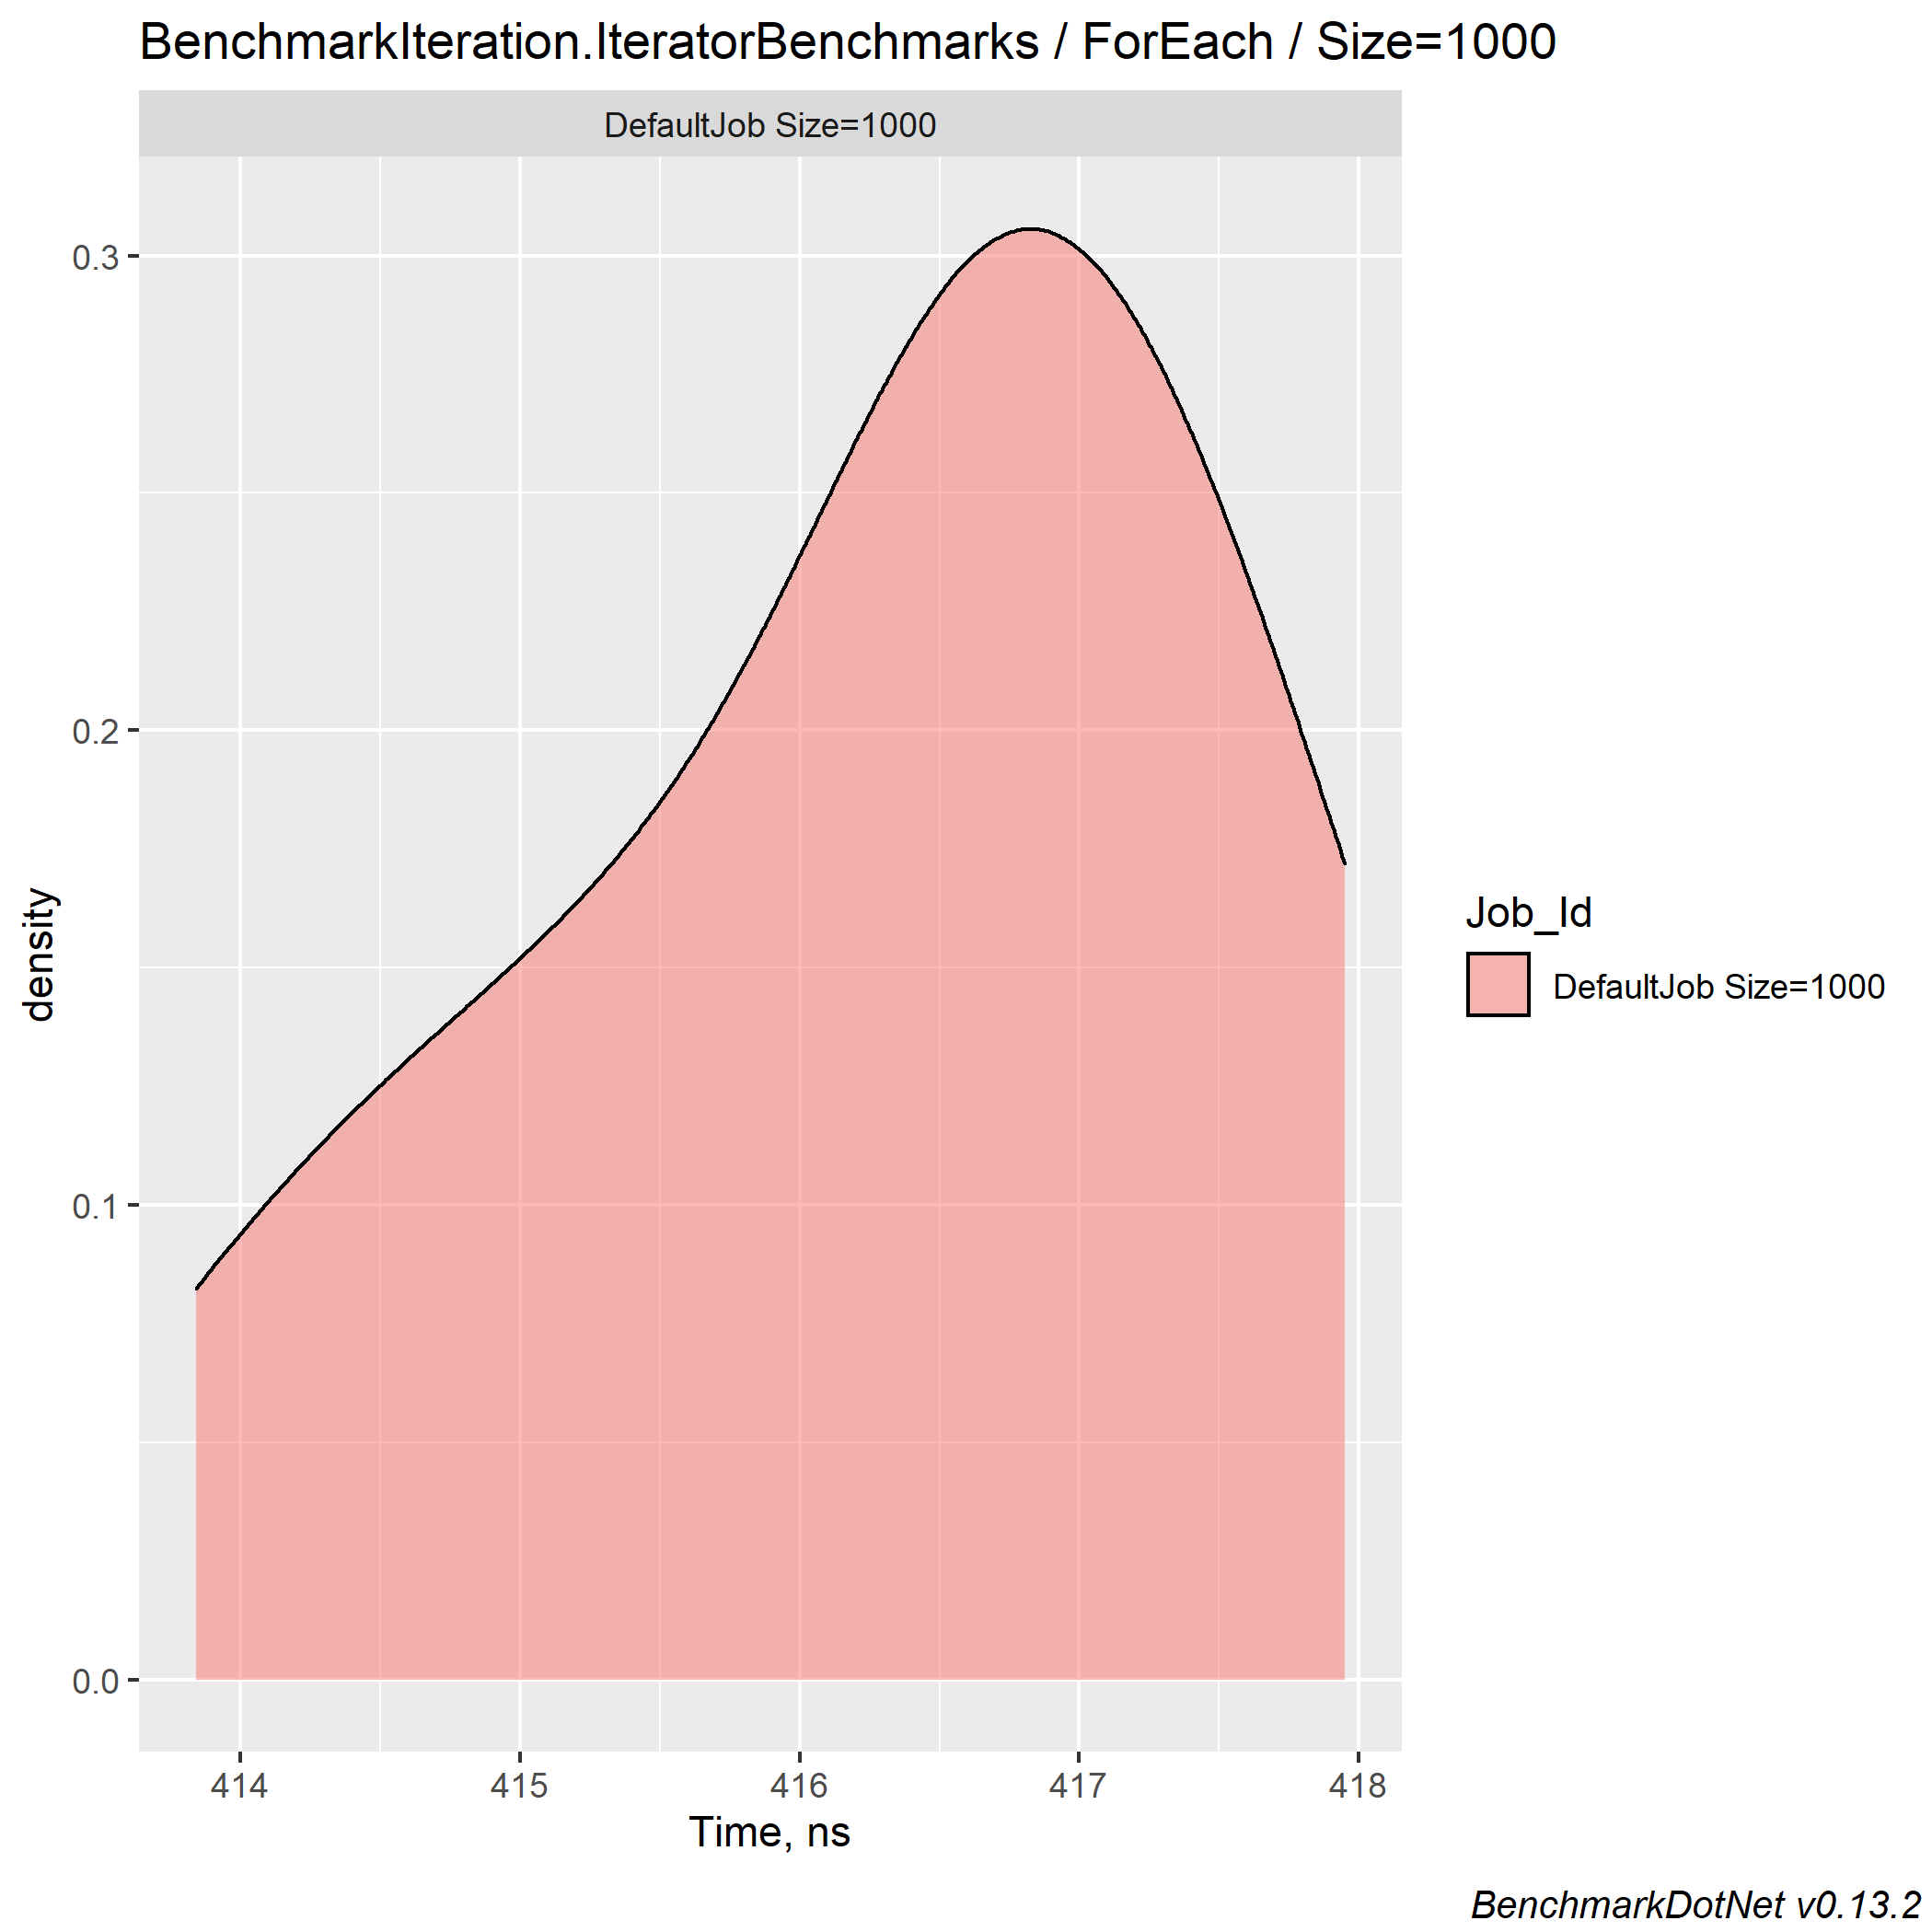 BenchmarkIteration.IteratorBenchmarks / ForEach / Size=1000
DefaultJob Size=1000
0.3
0.2
0.1
0.0
density
414 415 416 417 418
Time, ns
Job_Id
DefaultJob Size=1000
BenchmarkDotNet v0.13.2